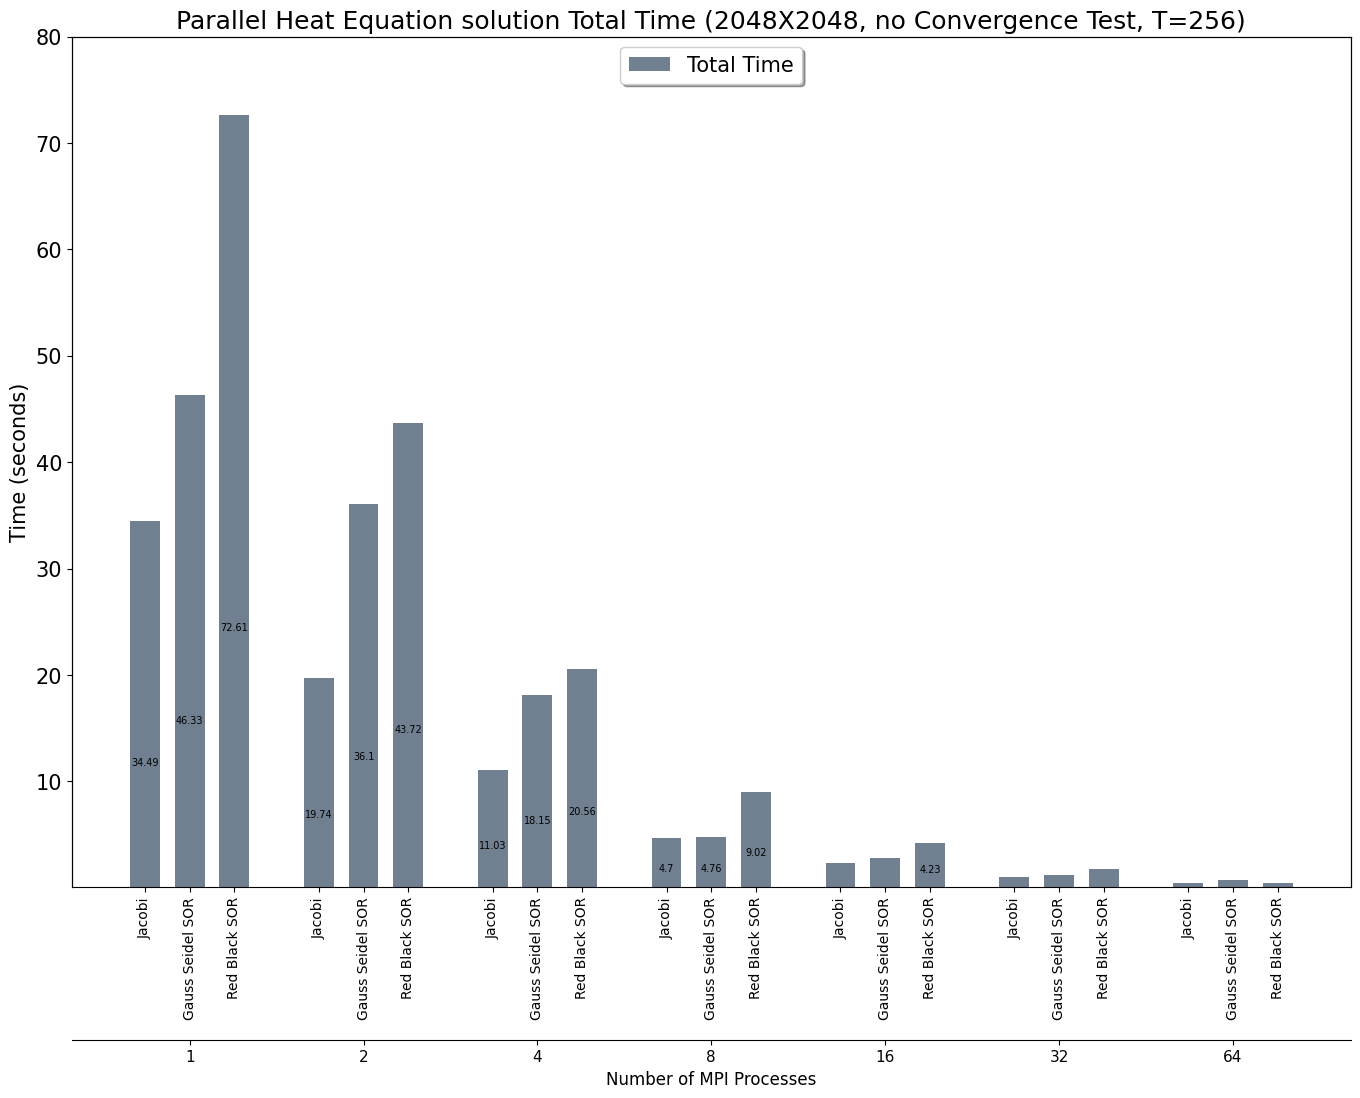 Parallel Heat Equation solution Total Time (2048X2048, no Convergence Test, T=256)
Total Time
Time (seconds)
80
70
60
50
40
30
20
10
34.49
46.33
72.61
19.74
36.1
43.72
11.03
18.15
20.56
4.7
4.76
9.02
4.23
Jacobi
Gauss Seidel SOR
Red Black SOR
Jacobi
Gauss Seidel SOR
Red Black SOR
Jacobi
Gauss Seidel SOR
Red Black SOR
Jacobi
Gauss Seidel SOR
Red Black SOR
Jacobi
Gauss Seidel SOR
Red Black SOR
Jacobi
Gauss Seidel SOR
Red Black SOR
Jacobi
Gauss Seidel SOR
Red Black SOR
1 2 4 8 16 32 64
Number of MPI Processes